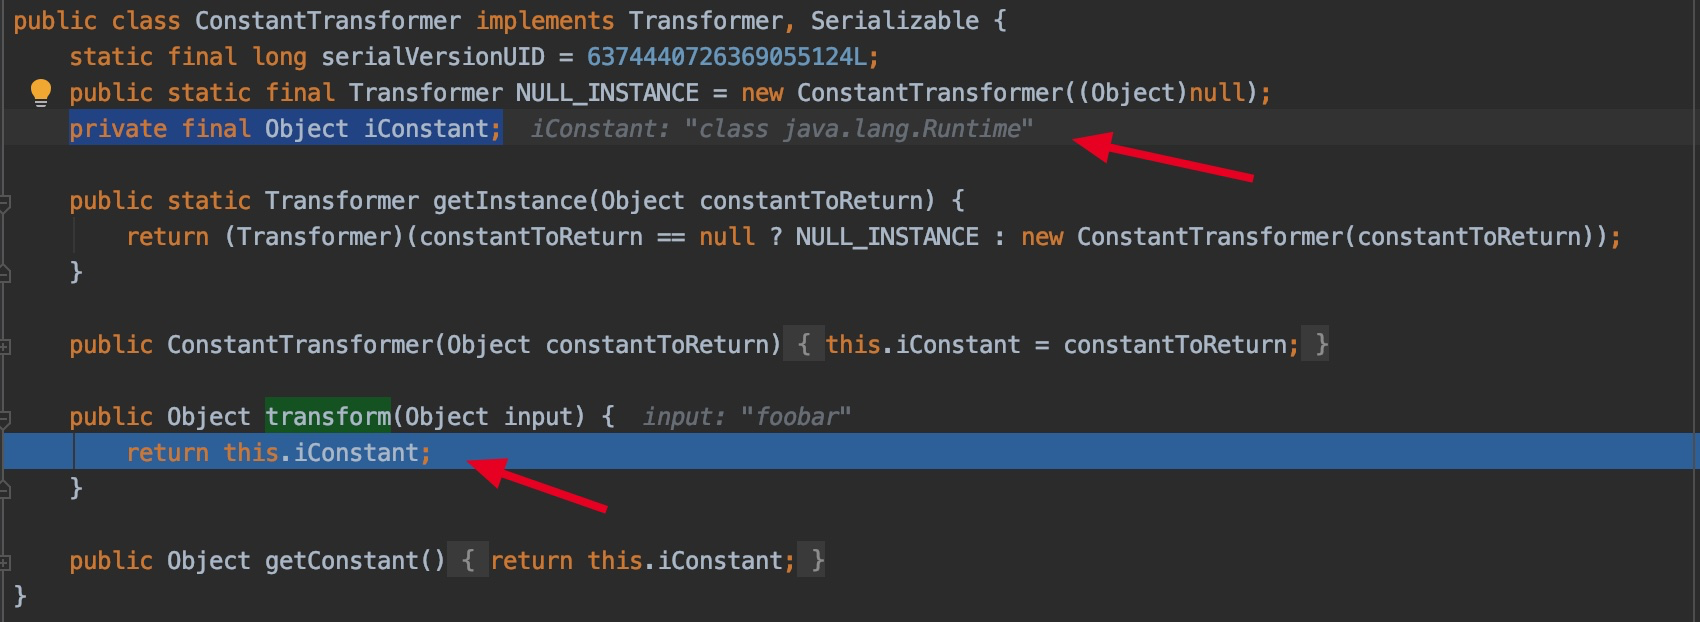 public class ConstantTransformer implements Transformer, Serializable {
static final long serialVersionUID = 6374440726369055124L;
public static final Transformer NULL_INSTANCE = new ConstantTransformer((Object)null);
private final Object iConstant; iConstant: "class java.lang.Runtime"
public static Transformer getInstance(Object constantToReturn) {
return (Transformer)(constantToReturn == null ? NULL_INSTANCE : new ConstantTransformer(constantToReturn));
}
public ConstantTransformer(Object constantToReturn) { this.iConstant = constantToReturn; }
public Object transform(Object input) { input: "foobar"
return this.iConstant;
}
public Object getConstant() { return this.iConstant; }
}